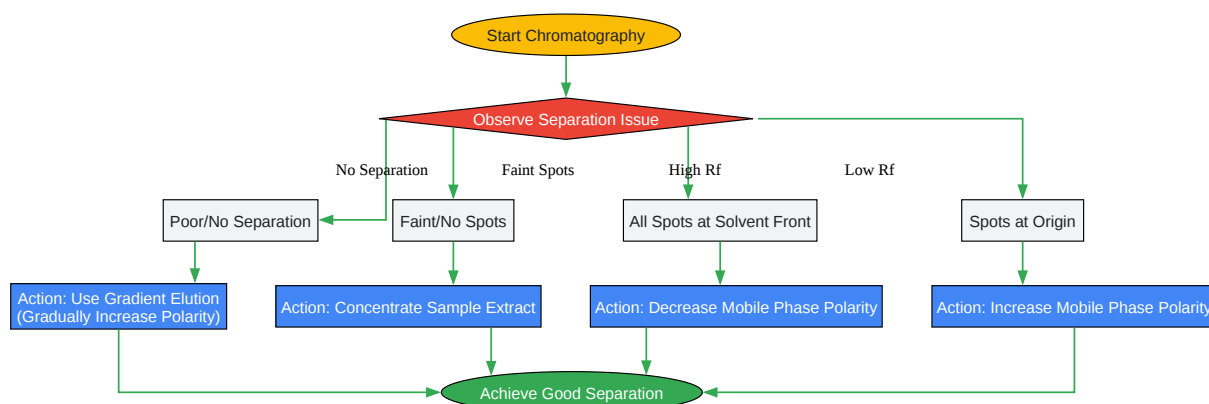 Start Chromatography
Observe Separation Issue
No Separation
Faint Spots
High Rf
Low Rf
Poor/No Separation
Faint/No Spots
All Spots at Solvent Front
Spots at Origin
Action: Use Gradient Elution
(Gradually Increase Polarity)
Action: Concentrate Sample Extract
Action: Decrease Mobile Phase Polarity
Action: Increase Mobile Phase Polarity
Achieve Good Separation